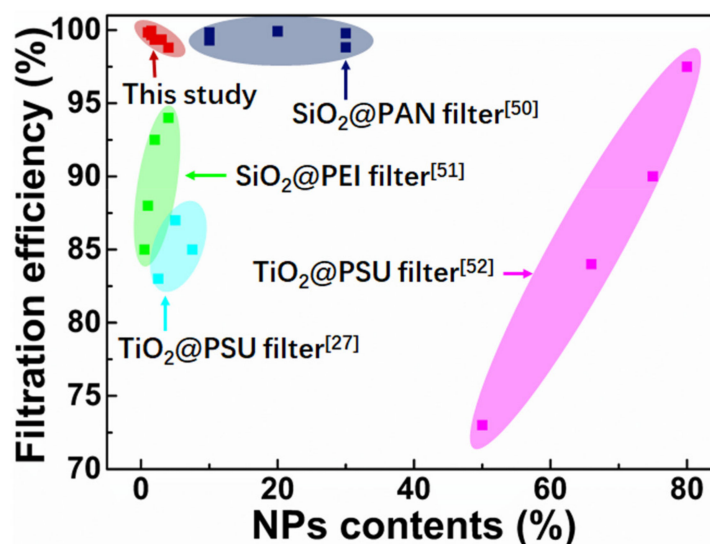 100
95
90
85
80
75
70
Filtration efficiency (%)
This study
SiO₂@PAN filter[50]
SiO₂@PEI filter[51]
TiO₂@PSU filter[52]
TiO₂@PSU filter[27]
0 20 40 60 80
NPs contents (%)